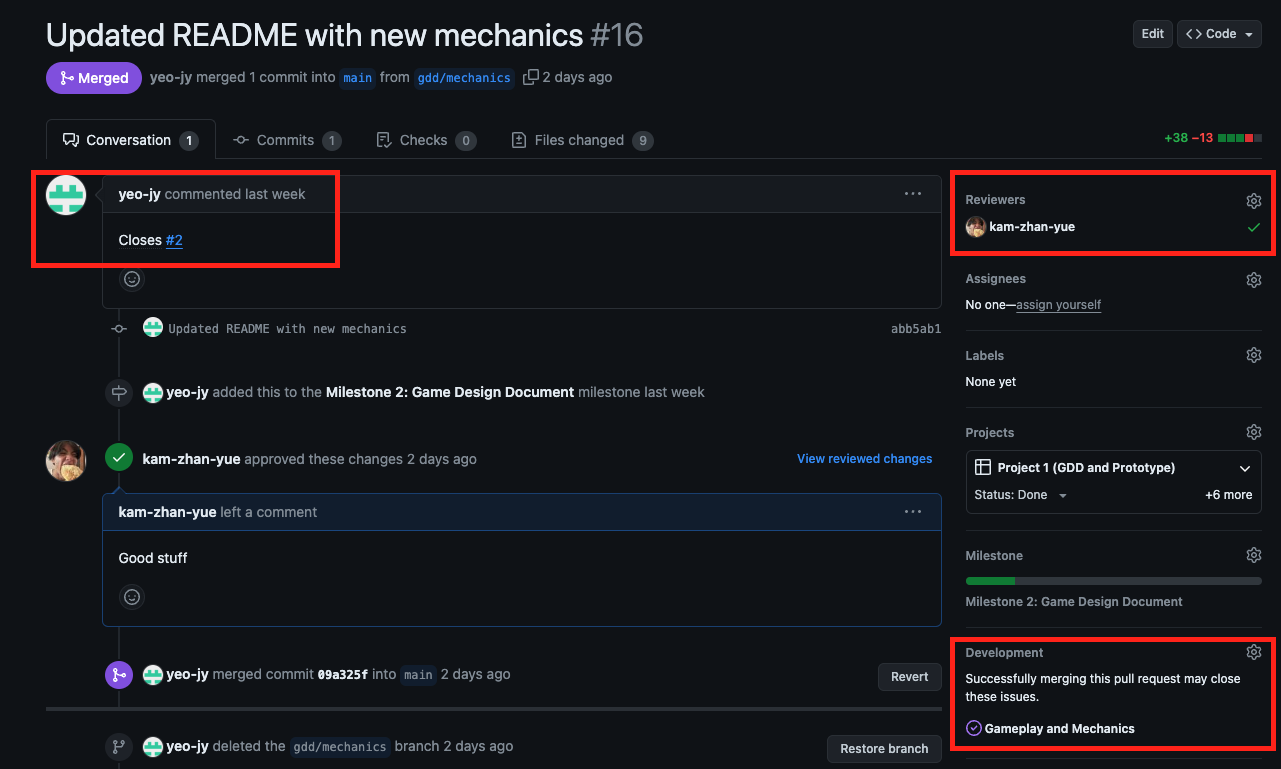 Updated README with new mechanics #16
Edit
<> Code
Merged
yeo-jy merged 1 commit into main from gdd/mechanics 2 days ago
Conversation 1
Commits 1
Checks 0
Files changed 9
+38 −13
yeo-jy commented last week
Closes #2
Updated README with new mechanics abb5ab1
yeo-jy added this to the Milestone 2: Game Design Document milestone last week
kam-zhan-yue approved these changes 2 days ago
View reviewed changes
kam-zhan-yue left a comment
Good stuff
yeo-jy merged commit 09a325f into main 2 days ago
Revert
yeo-jy deleted the gdd/mechanics branch 2 days ago
Restore branch
Reviewers
kam-zhan-yue
Assignees
No one—assign yourself
Labels
None yet
Projects
Project 1 (GDD and Prototype)
Status: Done
+6 more
Milestone
Milestone 2: Game Design Document
Development
Successfully merging this pull request may close
these issues.
Gameplay and Mechanics